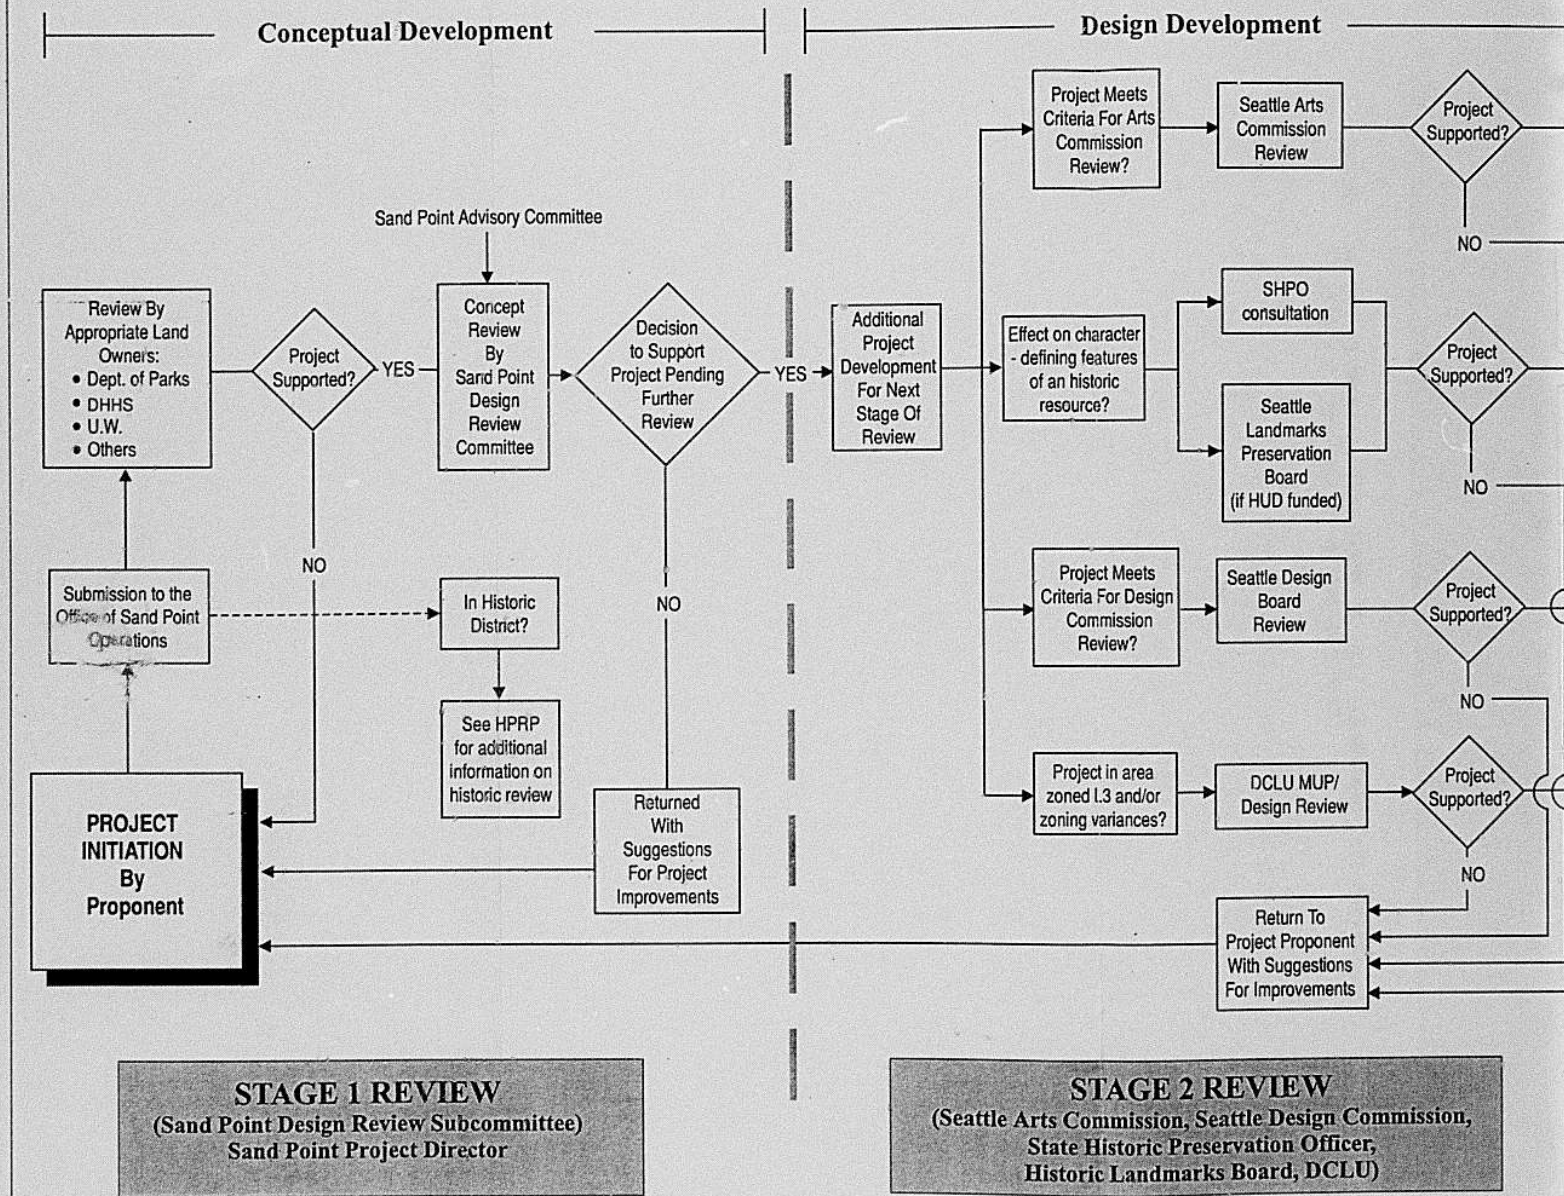 Conceptual Development
Design Development
Sand Point Advisory Committee
Review By
Appropriate Land
Owners:
• Dept. of Parks
• DHHS
• U.W.
• Others
Project
Supported?
YES
NO
Concept
Review
By
Sand Point
Design
Review
Committee
Decision
to Support
Project Pending
Further
Review
YES
NO
Submission to the
Office of Sand Point
Operations
In Historic
District?
See HPRP
for additional
information on
historic review
PROJECT
INITIATION
By
Proponent
Returned
With
Suggestions
For Project
Improvements
Additional
Project
Development
For Next
Stage Of
Review
Project Meets
Criteria For Arts
Commission
Review?
Seattle Arts
Commission
Review
Project
Supported?
NO
Effect on character
- defining features
of an historic
resource?
SHPO
consultation
Seattle
Landmarks
Preservation
Board
(if HUD funded)
Project
Supported?
NO
Project Meets
Criteria For Design
Commission
Review?
Seattle Design
Board
Review
Project
Supported?
NO
Project in area
zoned L3 and/or
zoning variances?
DCLU MUP/
Design Review
Project
Supported?
NO
Return To
Project Proponent
With Suggestions
For Improvements
STAGE 1 REVIEW
(Sand Point Design Review Subcommittee)
Sand Point Project Director
STAGE 2 REVIEW
(Seattle Arts Commission, Seattle Design Commission,
State Historic Preservation Officer,
Historic Landmarks Board, DCLU)